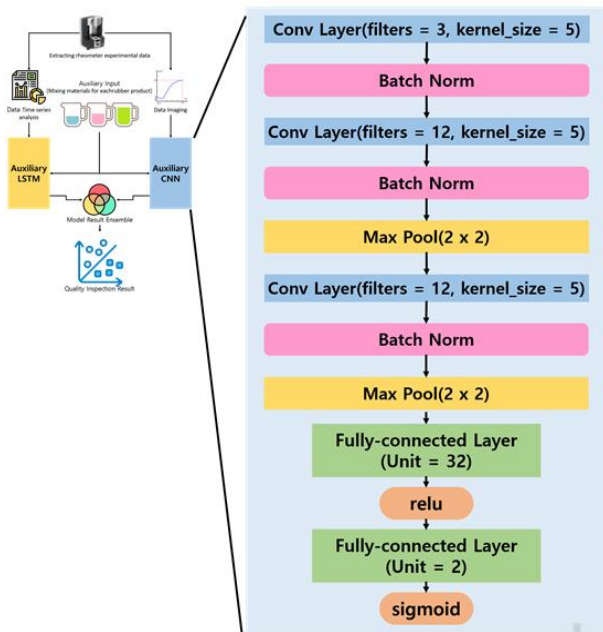 Extracting rheometer experimental data
Auxiliary Input
(Mixing materials for eachrubber product)
Data Time series
analysis
Data Imaging
Auxiliary
LSTM
Auxiliary
CNN
Model Result Ensemble
Quality Inspection Result
Conv Layer(filters = 3, kernel_size = 5)
Batch Norm
Conv Layer(filters = 12, kernel_size = 5)
Batch Norm
Max Pool(2 x 2)
Conv Layer(filters = 12, kernel_size = 5)
Batch Norm
Max Pool(2 x 2)
Fully-connected Layer
(Unit = 32)
relu
Fully-connected Layer
(Unit = 2)
sigmoid